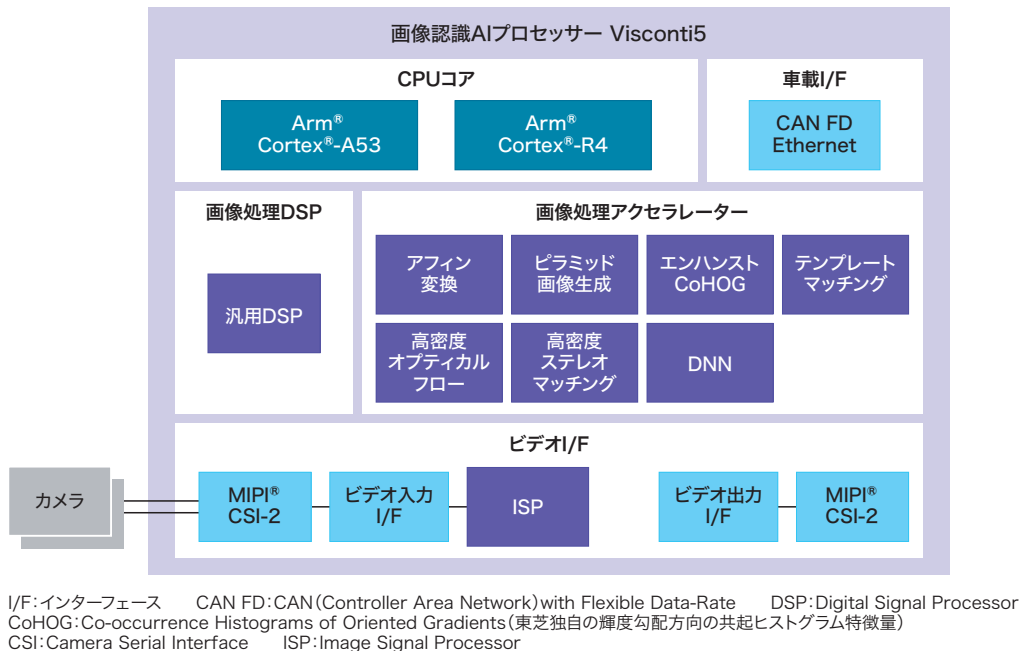 画像認識AIプロセッサー Visconti5
CPUコア
Arm®
Cortex®-A53
Arm®
Cortex®-R4
車載I/F
CAN FD
Ethernet
画像処理DSP
汎用DSP
画像処理アクセラレーター
アフィン
変換
ピラミッド
画像生成
エンハンスト
CoHOG
テンプレート
マッチング
高密度
オプティカル
フロー
高密度
ステレオ
マッチング
DNN
ビデオI/F
カメラ
MIPI®
CSI-2
ビデオ入力
I/F
ISP
ビデオ出力
I/F
MIPI®
CSI-2
I/F：インターフェース CAN FD：CAN（Controller Area Network）with Flexible Data-Rate DSP：Digital Signal Processor
CoHOG：Co-occurrence Histograms of Oriented Gradients（東芝独自の輝度勾配方向の共起ヒストグラム特徴量）
CSI：Camera Serial Interface ISP：Image Signal Processor